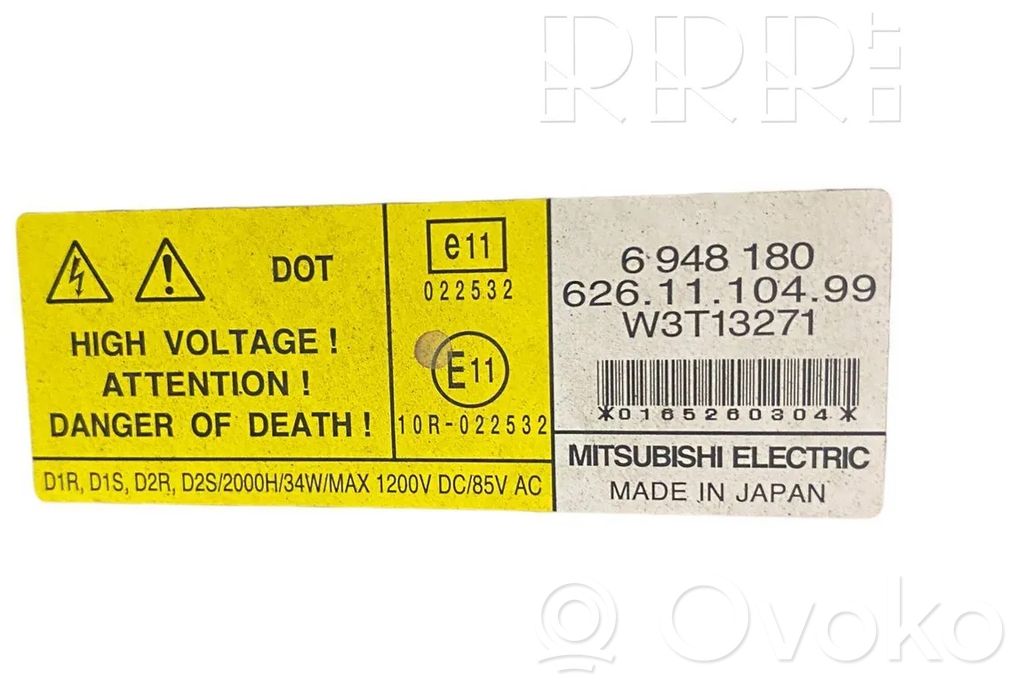 RRR
DOT
HIGH VOLTAGE !
ATTENTION !
DANGER OF DEATH !
D1R, D1S, D2R, D2S/2000H/34W/MAX 1200V DC/85V AC
e11
022532
E11
10R-022532
6 948 180
626.11.104.99
W3T13271
*0165260304*
MITSUBISHI ELECTRIC
MADE IN JAPAN
Ovoko